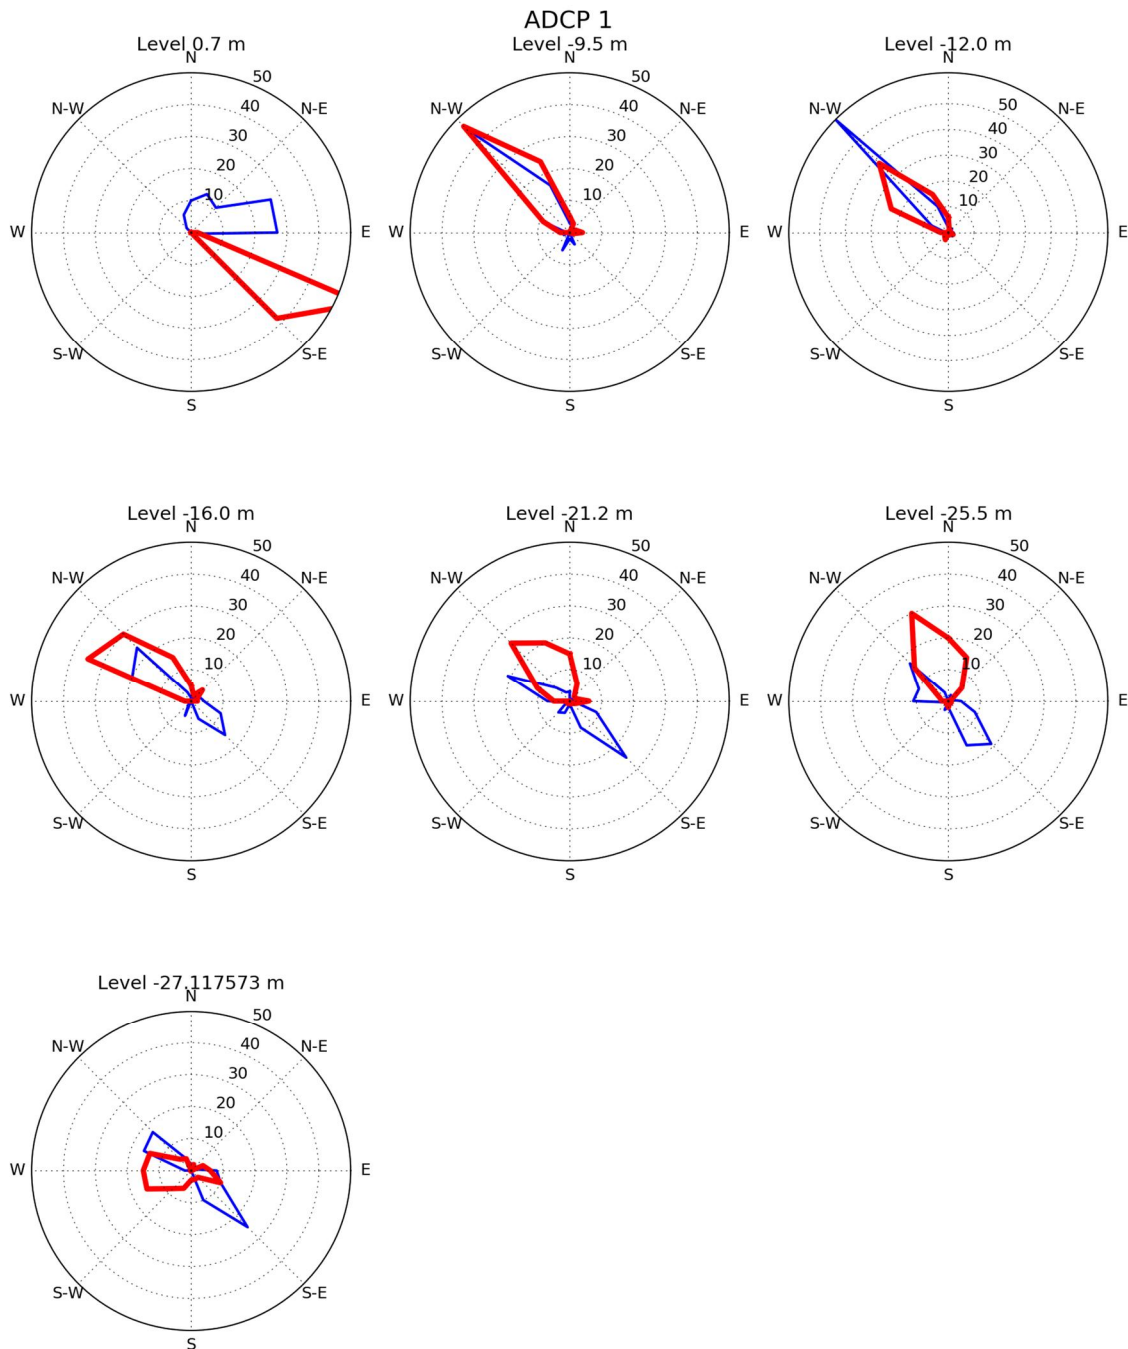 ADCP 1
Level 0.7 m
Level -9.5 m
Level -12.0 m
N
N
N
50
50
N-W
40
N-E
N-W
40
N-E
N-W
50
N-E
30
30
40
20
20
30
10
10
20
10
W
E
W
E
W
E
S-W
S-E
S-W
S-E
S-W
S-E
S
S
S
Level -16.0 m
Level -21.2 m
Level -25.5 m
N
N
N
50
50
50
N-W
40
N-E
N-W
40
N-E
N-W
40
N-E
30
30
30
20
20
20
10
10
10
W
E
W
E
W
E
S-W
S-E
S-W
S-E
S-W
S-E
S
S
S
Level -27.117573 m
N
50
N-W
40
N-E
30
20
10
W
E
S-W
S-E
S